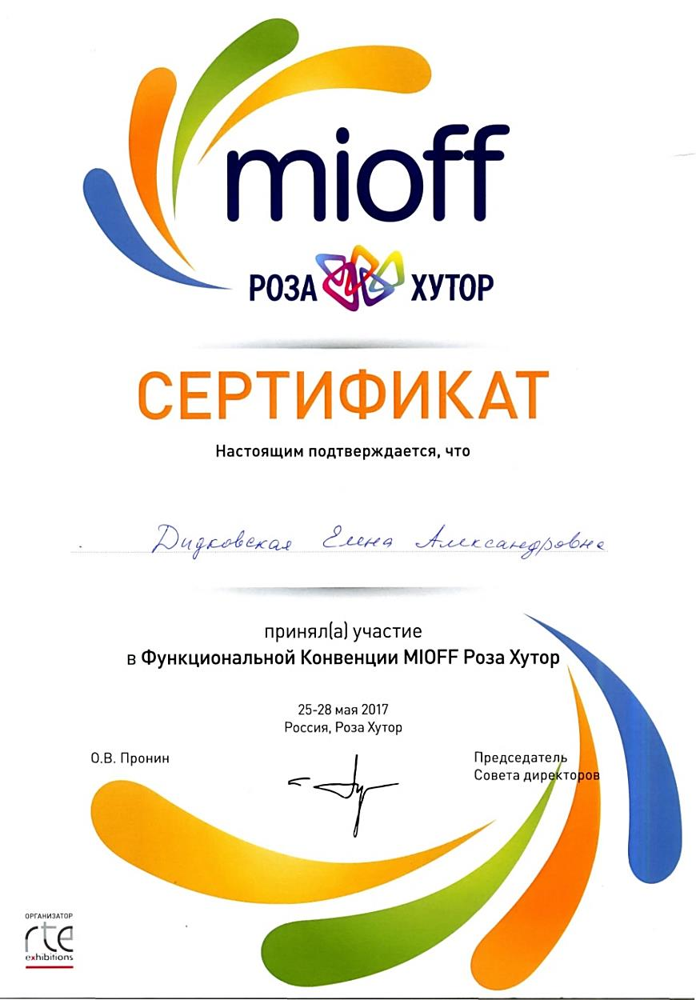 mioff
РОЗА ХУТОР
СЕРТИФИКАТ
Настоящим подтверждается, что
Дидковская Елена Александровна
принял(а) участие
в Функциональной Конвенции MIOFF Роза Хутор
25-28 мая 2017
Россия, Роза Хутор
О.В. Пронин
Председатель
Совета директоров
ОРГАНИЗАТОР
rte
exhibitions